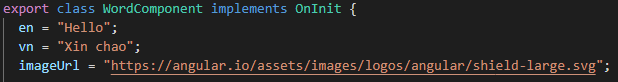 export class WordComponent implements OnInit {
en = "Hello";
vn = "Xin chao";
imageUrl = "https://angular.io/assets/images/logos/angular/shield-large.svg";